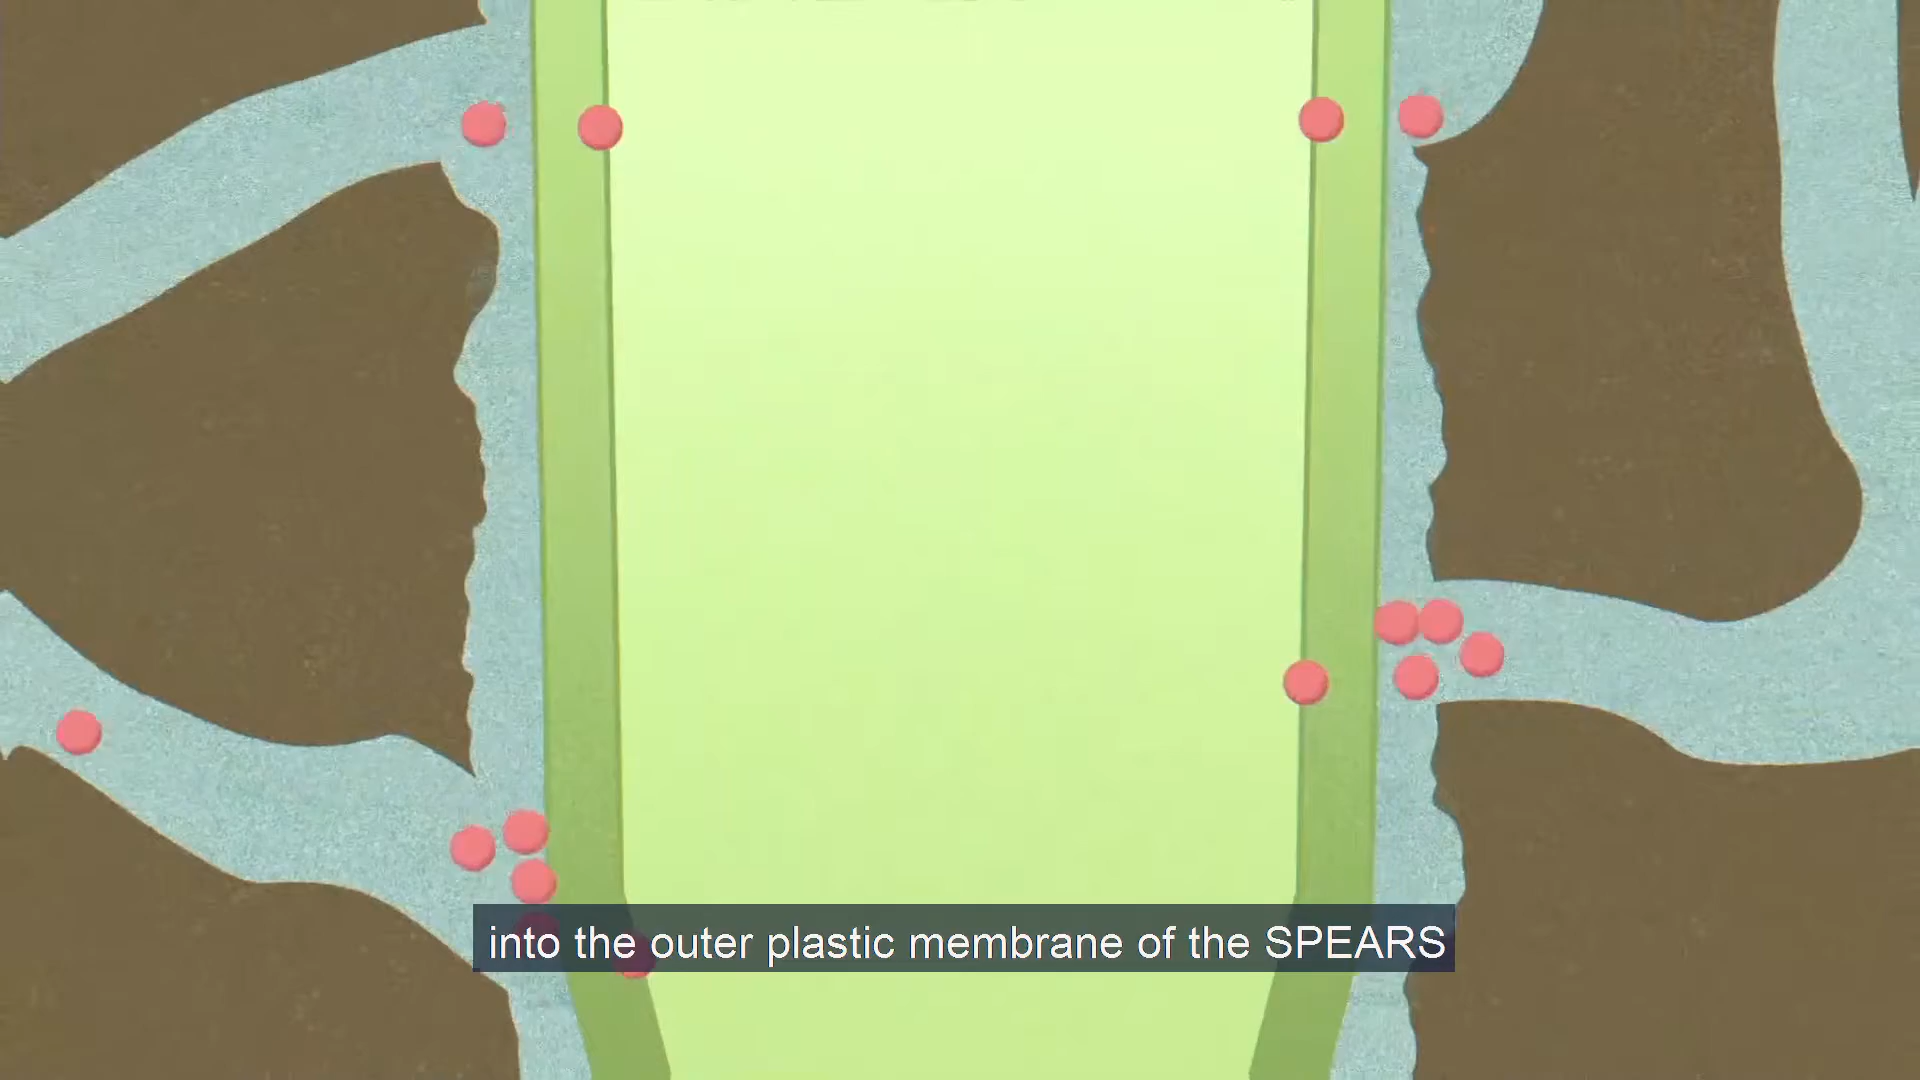 into the outer plastic membrane of the SPEARS